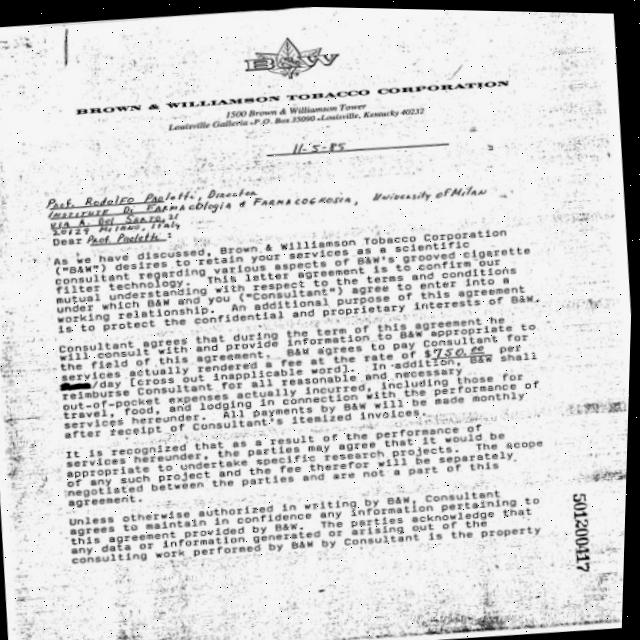 B&W
BROWN & WILLIAMSON TOBACCO CORPORATION
1500 Brown & Williamson Tower
Louisville Galleria • P.O. Box 35090 • Louisville, Kentucky 40232
11-5-85
Prof. Rodolfo Paoletti, Director
Institute Di Farmacologia & Farmacognosia, University of Milan
Via A. Del Sarto, 21
20129 Milano, Italy
Dear Prof. Paoletti:
As we have discussed, Brown & Williamson Tobacco Corporation
("B&W") desires to retain your services as a scientific
consultant regarding various aspects of B&W's grooved cigarette
filter technology. This letter agreement is to confirm our
mutual understanding with respect to the terms and conditions
under which B&W and you ("Consultant") agree to enter into a
working relationship. An additional purpose of this agreement
is to protect the confidential and proprietary interests of B&W.
Consultant agrees that during the term of this agreement he
will consult with and provide information to B&W appropriate to
the field of this agreement. B&W agrees to pay Consultant for
services actually rendered a fee at the rate of $750.00 per
/day [cross out inapplicable word]. In addition, B&W shall
reimburse Consultant for all reasonable and necessary
out-of-pocket expenses actually incurred, including those for
travel, food, and lodging in connection with the performance of
services hereunder. All payments by B&W will be made monthly
after receipt of Consultant's itemized invoices.
It is recognized that as a result of the performance of
services hereunder, the parties may agree that it would be
appropriate to undertake specific research projects. The scope
of any such project and the fee therefor will be separately
negotiated between the parties and are not a part of this
agreement.
Unless otherwise authorized in writing by B&W, Consultant
agrees to maintain in confidence any information pertaining to
this agreement provided by B&W. The parties acknowledge that
any data or information generated or arising out of the
consulting work performed by B&W by Consultant is the property
501200417